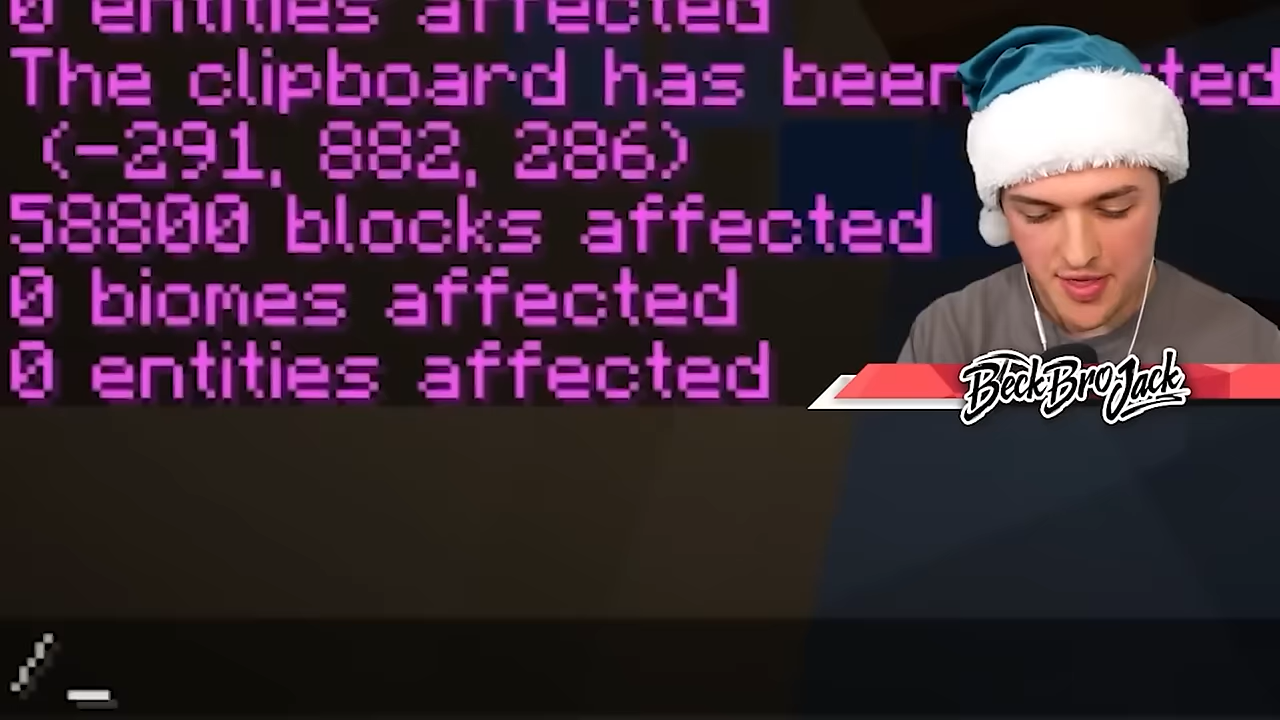 0 entities affected
The clipboard has been
(-291, 882, 286)
58800 blocks affected
0 biomes affected
0 entities affected
BeckBroJack
/_